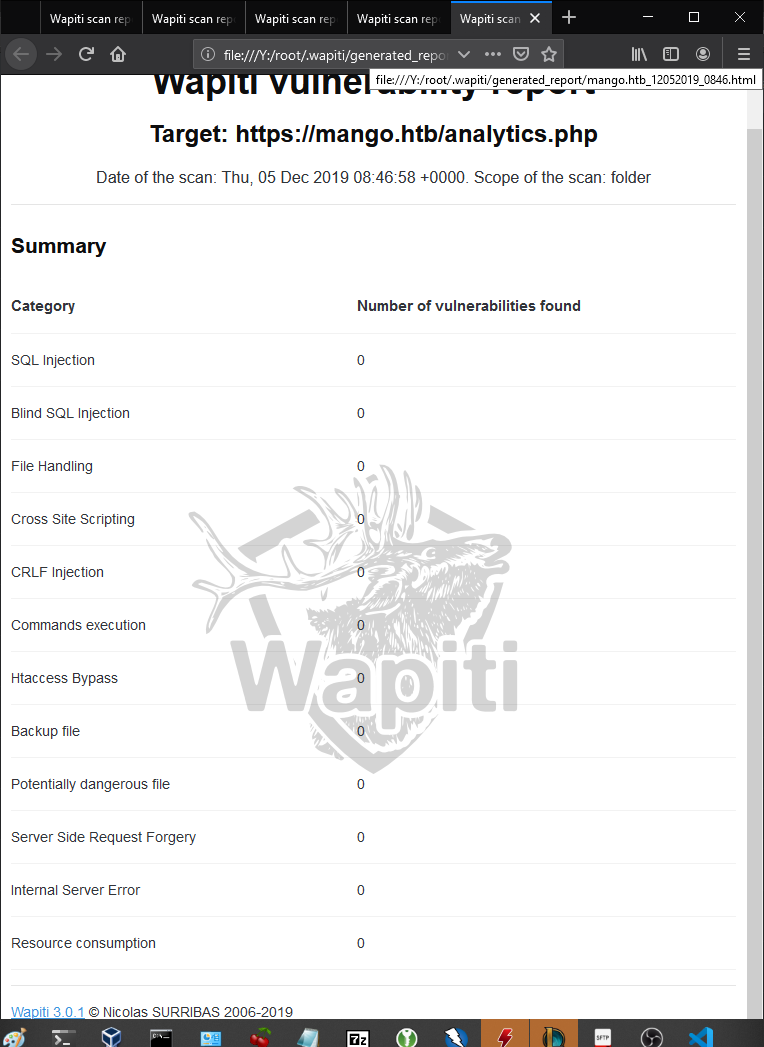 Wapiti scan rep
Wapiti scan rep
Wapiti scan rep
Wapiti scan rep
Wapiti scan
file:///Y:/root/.wapiti/generated_repo
file:///Y:/root/.wapiti/generated_report/mango.htb_12052019_0846.html
Wapiti vulnerability report
Target: https://mango.htb/analytics.php
Date of the scan: Thu, 05 Dec 2019 08:46:58 +0000. Scope of the scan: folder
Summary
Category Number of vulnerabilities found
SQL Injection 0
Blind SQL Injection 0
File Handling 0
Cross Site Scripting 0
CRLF Injection 0
Commands execution 0
Htaccess Bypass 0
Backup file 0
Potentially dangerous file 0
Server Side Request Forgery 0
Internal Server Error 0
Resource consumption 0
Wapiti
Wapiti 3.0.1 © Nicolas SURRIBAS 2006-2019
7z
SFTP